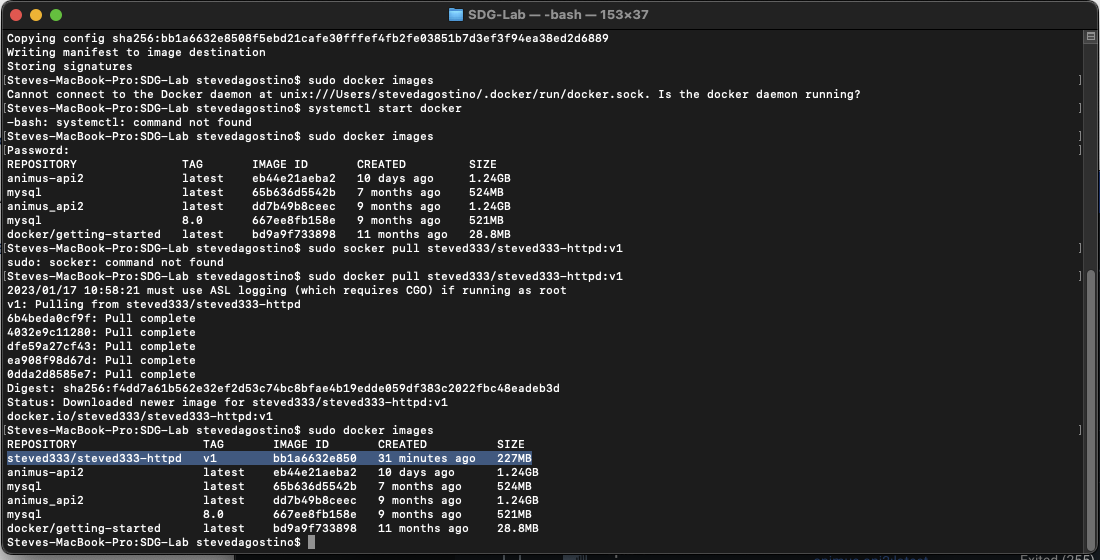 SDG-Lab — -bash — 153×37
Copying config sha256:bb1a6632e8508f5ebd21cafe30fffef4fb2fe03851b7d3ef3f94ea38ed2d6889
Writing manifest to image destination
Storing signatures
[Steves-MacBook-Pro:SDG-Lab stevedagostino$ sudo docker images ]
Cannot connect to the Docker daemon at unix:///Users/stevedagostino/.docker/run/docker.sock. Is the docker daemon running?
[Steves-MacBook-Pro:SDG-Lab stevedagostino$ systemctl start docker ]
-bash: systemctl: command not found
[Steves-MacBook-Pro:SDG-Lab stevedagostino$ sudo docker images ]
[Password: ]
REPOSITORY TAG IMAGE ID CREATED SIZE
animus-api2 latest eb44e21aeba2 10 days ago 1.24GB
mysql latest 65b636d5542b 7 months ago 524MB
animus_api2 latest dd7b49b8ceec 9 months ago 1.24GB
mysql 8.0 667ee8fb158e 9 months ago 521MB
docker/getting-started latest bd9a9f733898 11 months ago 28.8MB
[Steves-MacBook-Pro:SDG-Lab stevedagostino$ sudo socker pull steved333/steved333-httpd:v1 ]
sudo: socker: command not found
[Steves-MacBook-Pro:SDG-Lab stevedagostino$ sudo docker pull steved333/steved333-httpd:v1 ]
2023/01/17 10:58:21 must use ASL logging (which requires CGO) if running as root
v1: Pulling from steved333/steved333-httpd
6b4beda0cf9f: Pull complete
4032e9c11280: Pull complete
dfe59a27cf43: Pull complete
ea908f98d67d: Pull complete
0dda2d8585e7: Pull complete
Digest: sha256:f4dd7a61b562e32ef2d53c74bc8bfae4b19edde059df383c2022fbc48eadeb3d
Status: Downloaded newer image for steved333/steved333-httpd:v1
docker.io/steved333/steved333-httpd:v1
[Steves-MacBook-Pro:SDG-Lab stevedagostino$ sudo docker images ]
REPOSITORY TAG IMAGE ID CREATED SIZE
steved333/steved333-httpd v1 bb1a6632e850 31 minutes ago 227MB
animus-api2 latest eb44e21aeba2 10 days ago 1.24GB
mysql latest 65b636d5542b 7 months ago 524MB
animus_api2 latest dd7b49b8ceec 9 months ago 1.24GB
mysql 8.0 667ee8fb158e 9 months ago 521MB
docker/getting-started latest bd9a9f733898 11 months ago 28.8MB
Steves-MacBook-Pro:SDG-Lab stevedagostino$